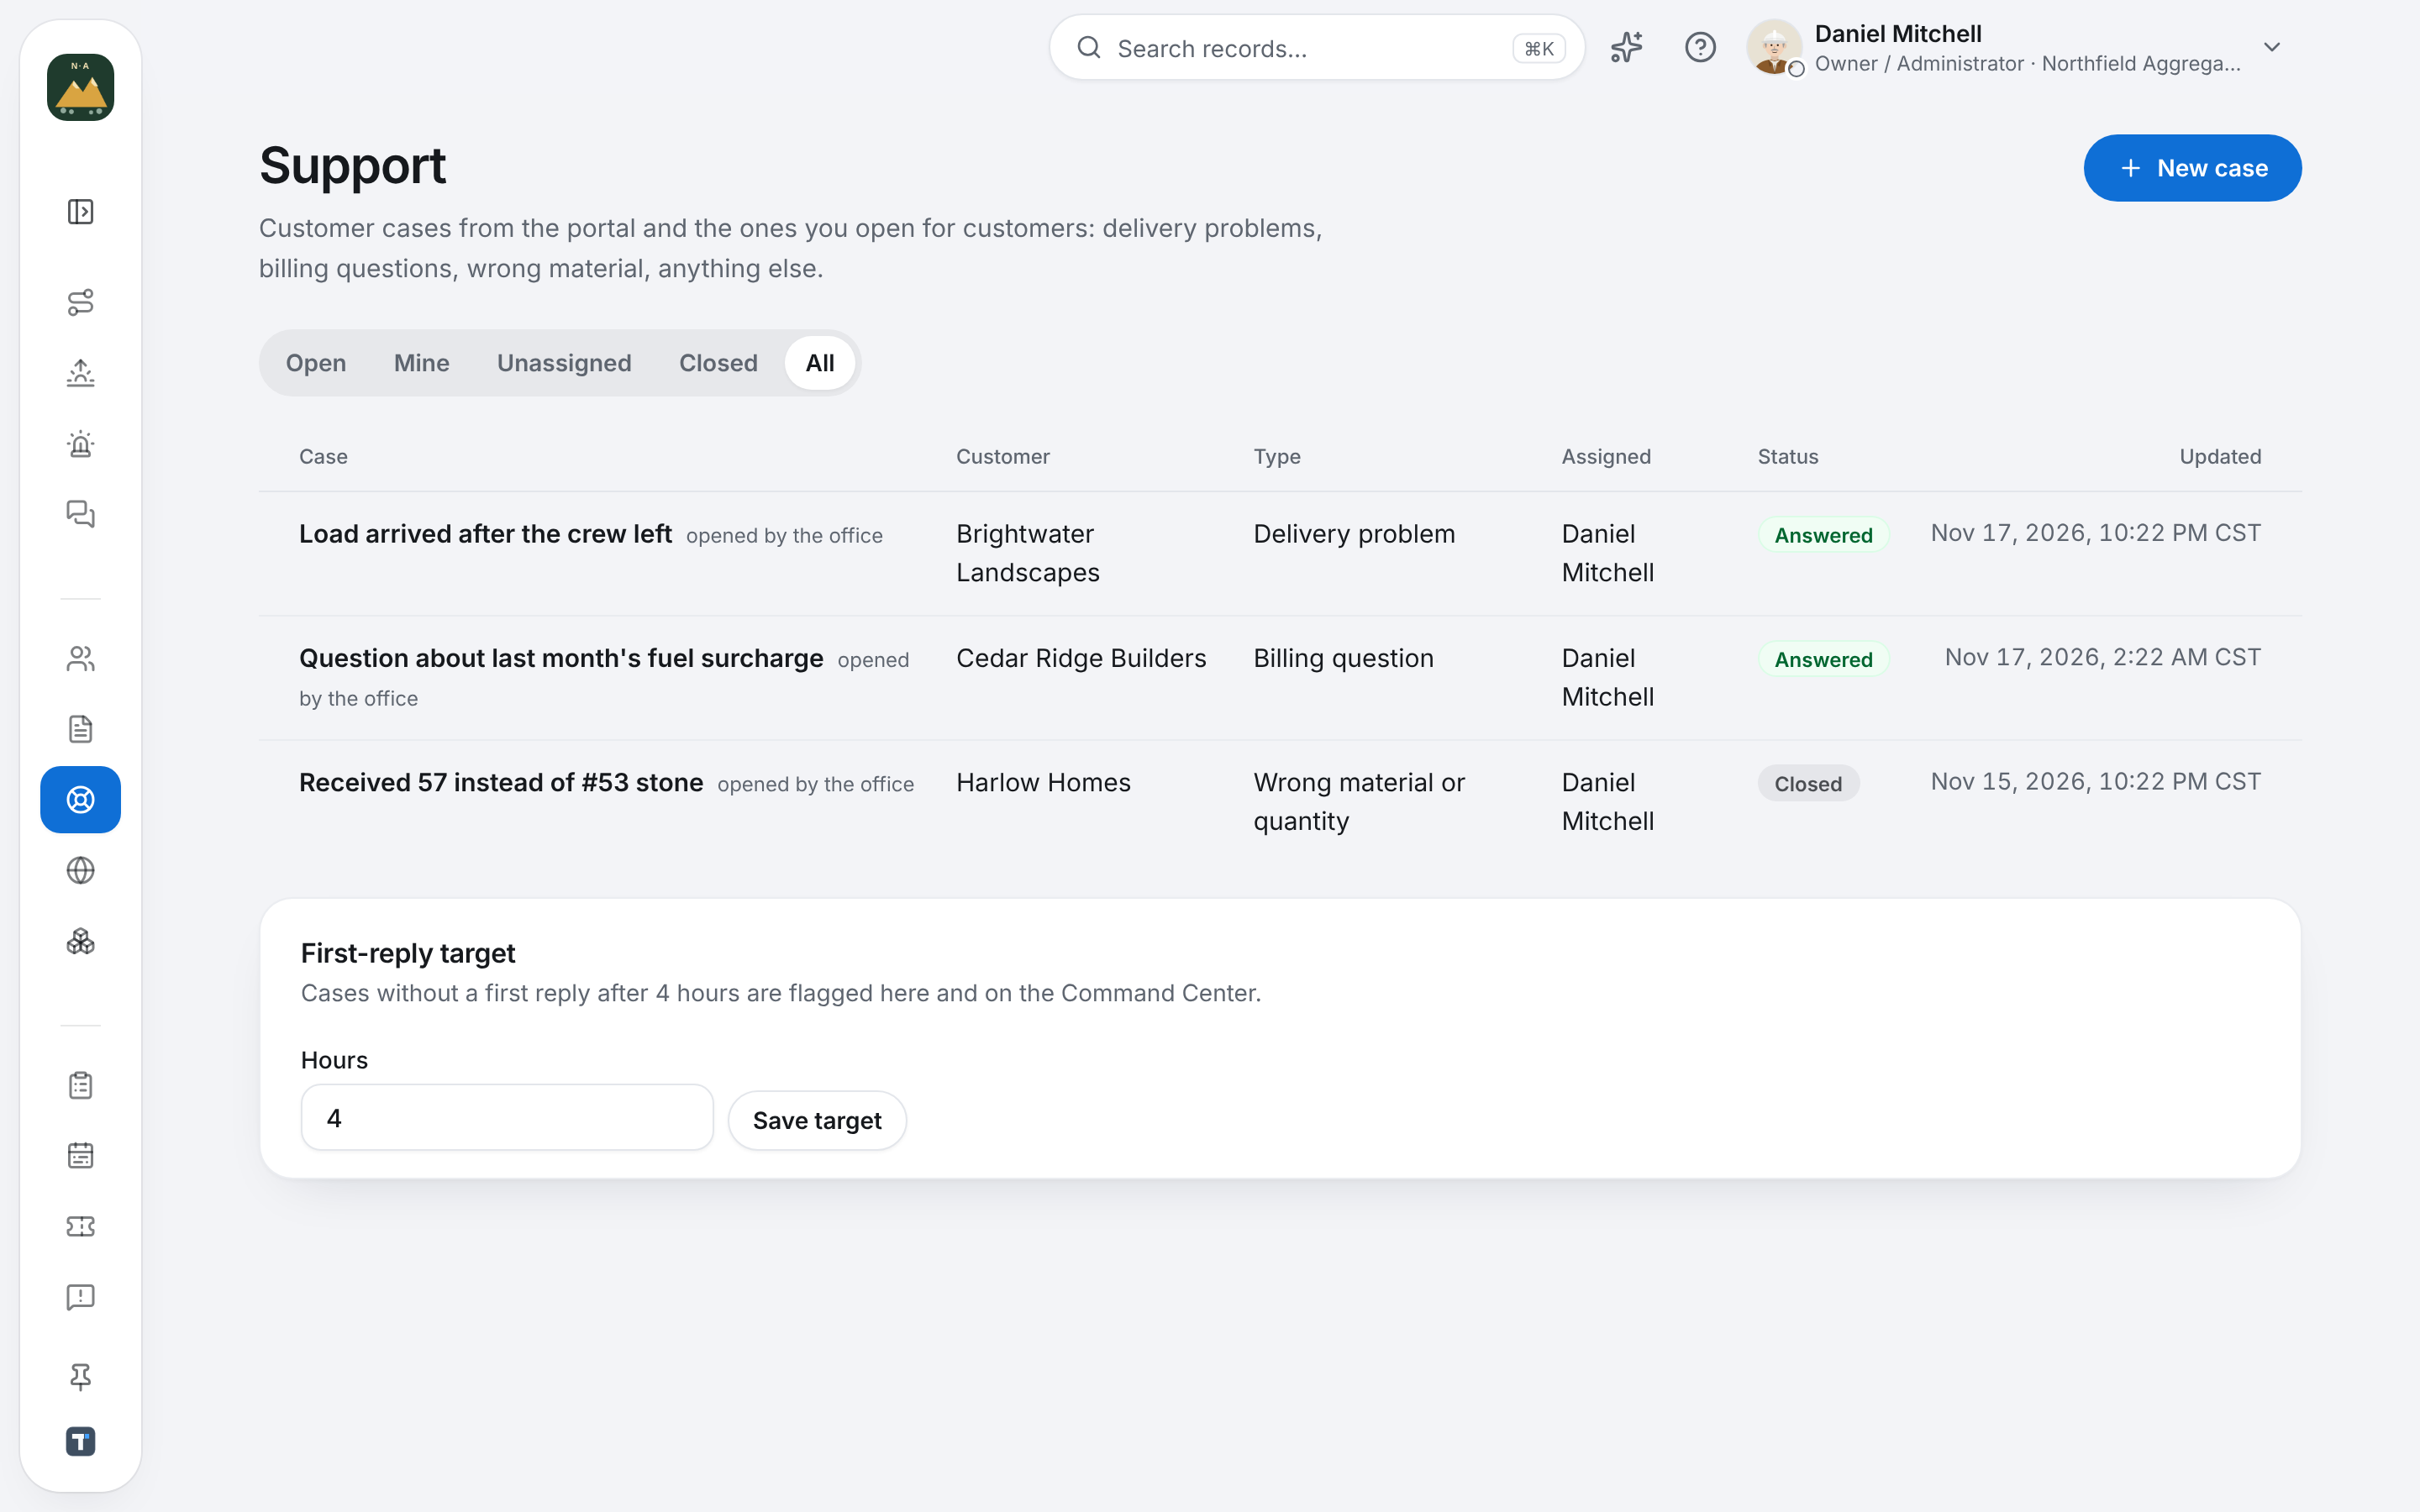 N·A
Search records...
⌘K
Daniel Mitchell
Owner / Administrator · Northfield Aggrega...
Support
New case
Customer cases from the portal and the ones you open for customers: delivery problems,
billing questions, wrong material, anything else.
Open Mine Unassigned Closed All
Case Customer Type Assigned Status Updated
Load arrived after the crew left opened by the office Brightwater Delivery problem Daniel Answered Nov 17, 2026, 10:22 PM CST
Landscapes Mitchell
Question about last month's fuel surcharge opened Cedar Ridge Builders Billing question Daniel Answered Nov 17, 2026, 2:22 AM CST
by the office Mitchell
Received 57 instead of #53 stone opened by the office Harlow Homes Wrong material or Daniel Closed Nov 15, 2026, 10:22 PM CST
quantity Mitchell
First-reply target
Cases without a first reply after 4 hours are flagged here and on the Command Center.
Hours
4 Save target
T